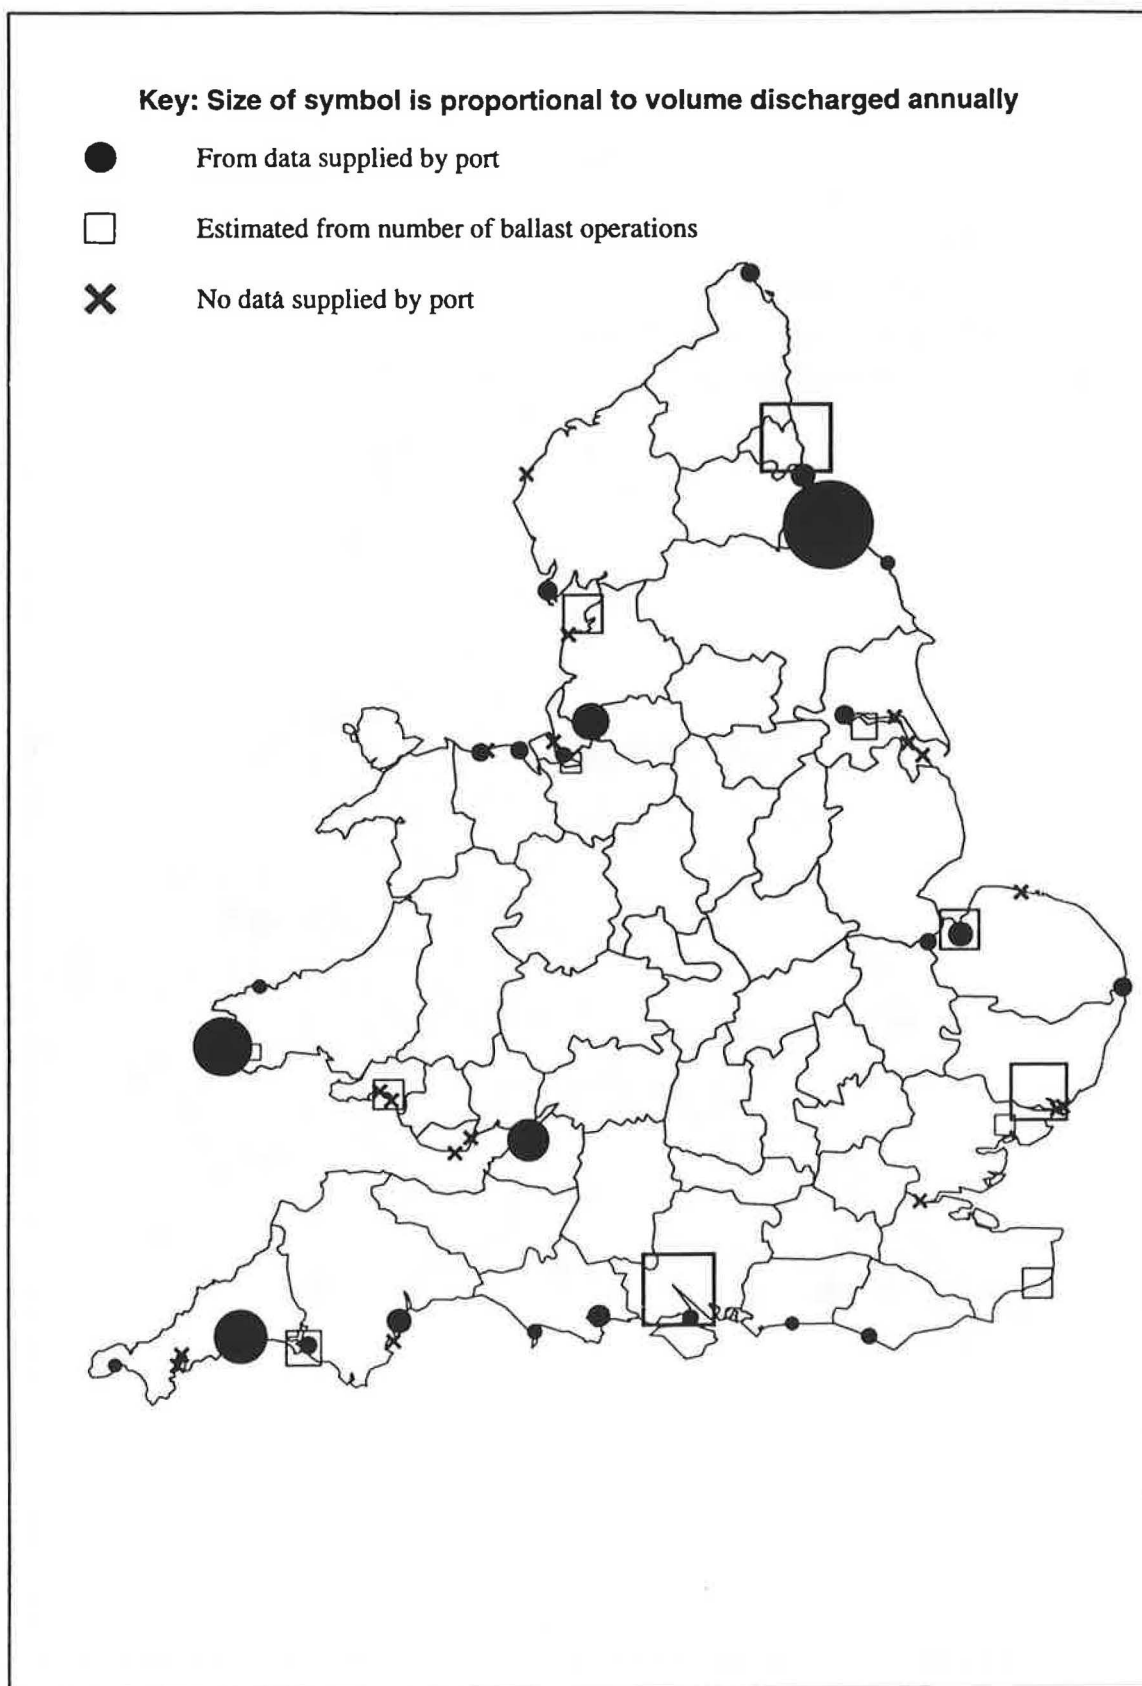 Key: Size of symbol is proportional to volume discharged annually
From data supplied by port
Estimated from number of ballast operations
No data supplied by port